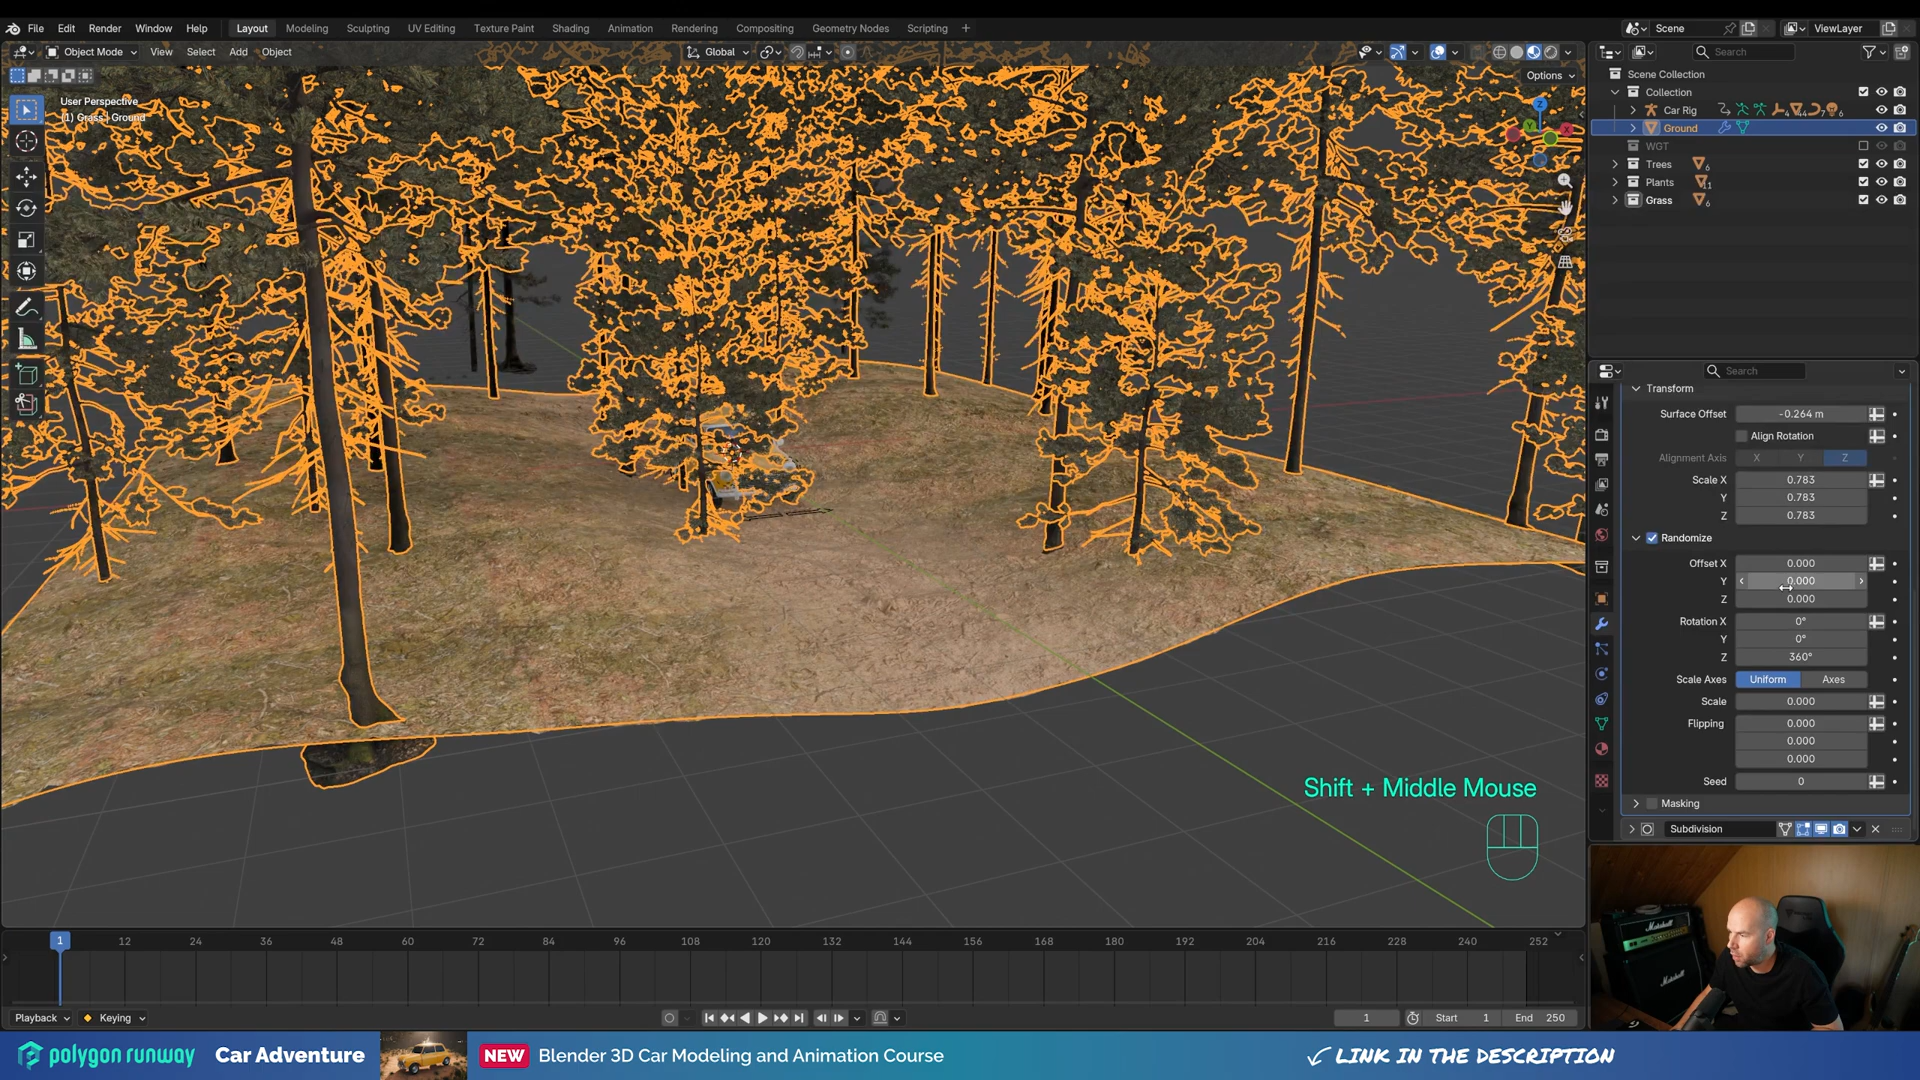 File Edit Render Window Help Layout Modeling Sculpting UV Editing Texture Paint Shading Animation Rendering Compositing Geometry Nodes Scripting + Scene ViewLayer
Object Mode View Select Add Object Global Search
Options
User Perspective
(1) Grass | Ground
Z
Scene Collection
Collection
Car Rig
Ground
WGT
Trees 6
Plants 11
Grass 6
Search
Transform
Surface Offset -0.264 m
Align Rotation
Alignment Axis X Y Z
Scale X 0.783
Y 0.783
Z 0.783
Randomize
Offset X 0.000
Y 0.000
Z 0.000
Rotation X 0°
Y 0°
Z 360°
Scale Axes Uniform Axes
Scale 0.000
Flipping 0.000
0.000
0.000
Seed 0
Masking
Subdivision
Shift + Middle Mouse
1 12 24 36 48 60 72 84 96 108 120 132 144 156 168 180 192 204 216 228 240 252
Playback Keying 1 Start 1 End 250
Marshall
Marshall
polygon runway Car Adventure NEW Blender 3D Car Modeling and Animation Course LINK IN THE DESCRIPTION